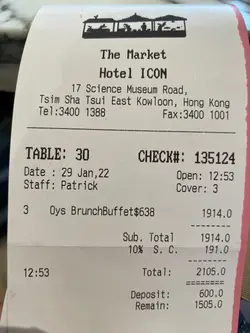 The Market
Hotel ICON
17 Science Museum Road,
Tsim Sha Tsui East Kowloon, Hong Kong
Tel:3400 1388 Fax:3400 1001
TABLE: 30 CHECK#: 135124
Date : 29 Jan,22 Open: 12:53
Staff: Patrick Cover: 3
3 Oys BrunchBuffet$638 1914.0
Sub. Total 1914.0
10% S. C. 191.0
12:53 Total: 2105.0
Deposit: 600.0
Remain: 1505.0